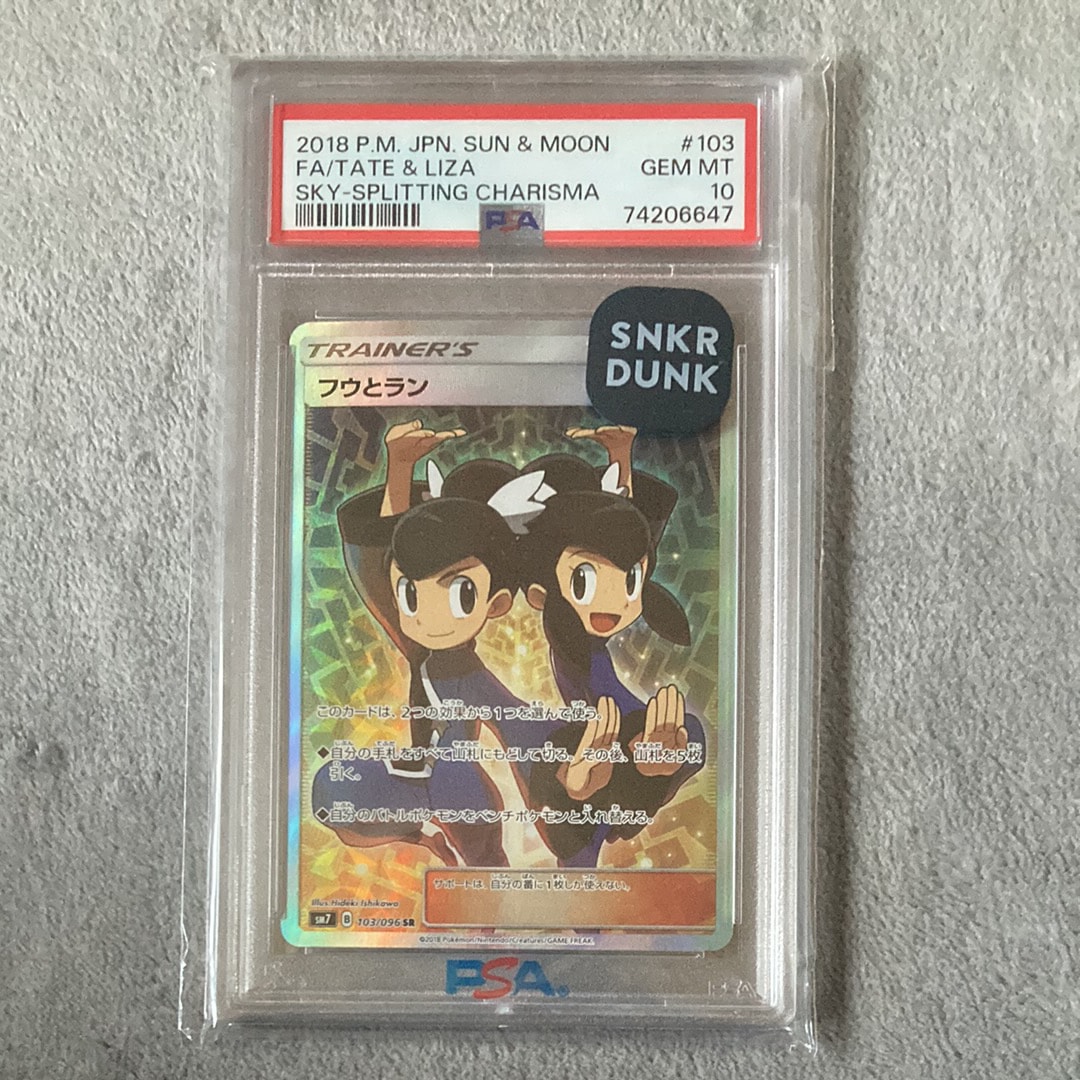 2018 P.M. JPN. SUN & MOON #103
FA/TATE & LIZA GEM MT
SKY-SPLITTING CHARISMA 10
74206647
PSA
SNKR
DUNK
TRAINER'S
フウとラン
このカードは、2つの効果から1つを選んで使う。
◆自分の手札をすべて山札にもどして切る。その後、山札を5枚
引く。
◆自分のバトルポケモンをベンチポケモンと入れ替える。
サポートは、自分の番に1枚しか使えない。
Illus. Hideki Ishikawa
sm7 B 103/096 SR
©2018 Pokémon/Nintendo/Creatures/GAME FREAK.
PSA
PSA